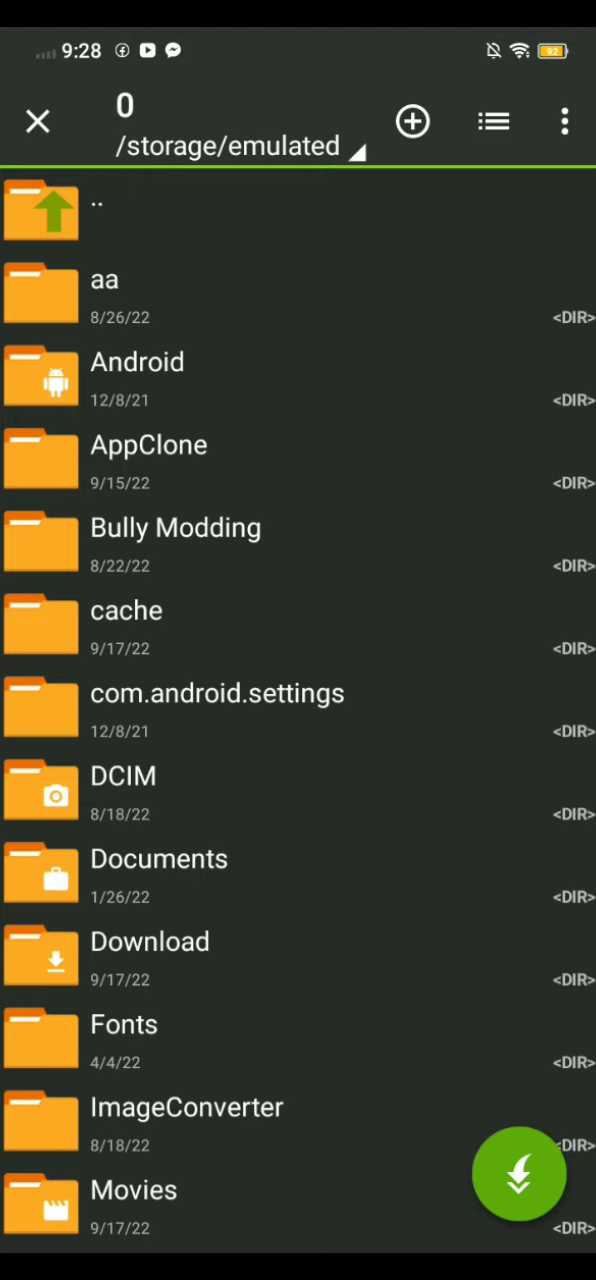 9:28
92
0
/storage/emulated
..
aa
8/26/22
<DIR>
Android
12/8/21
<DIR>
AppClone
9/15/22
<DIR>
Bully Modding
8/22/22
<DIR>
cache
9/17/22
<DIR>
com.android.settings
12/8/21
<DIR>
DCIM
8/18/22
<DIR>
Documents
1/26/22
<DIR>
Download
9/17/22
<DIR>
Fonts
4/4/22
<DIR>
ImageConverter
8/18/22
<DIR>
Movies
9/17/22
<DIR>